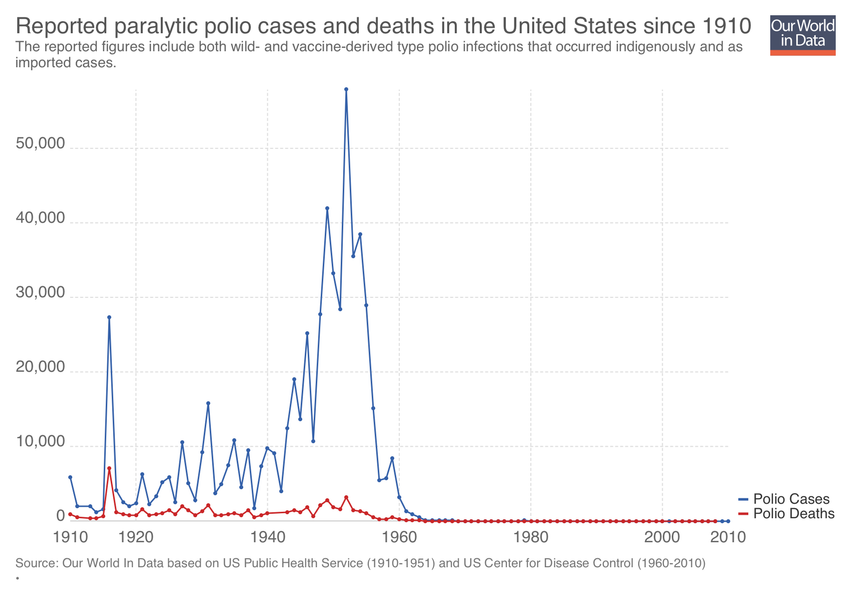 Reported paralytic polio cases and deaths in the United States since 1910
Our World
in Data
The reported figures include both wild- and vaccine-derived type polio infections that occurred indigenously and as
imported cases.
50,000
40,000
30,000
20,000
10,000
0
Polio Cases
Polio Deaths
1910 1920 1940 1960 1980 2000 2010
Source: Our World In Data based on US Public Health Service (1910-1951) and US Center for Disease Control (1960-2010)
•